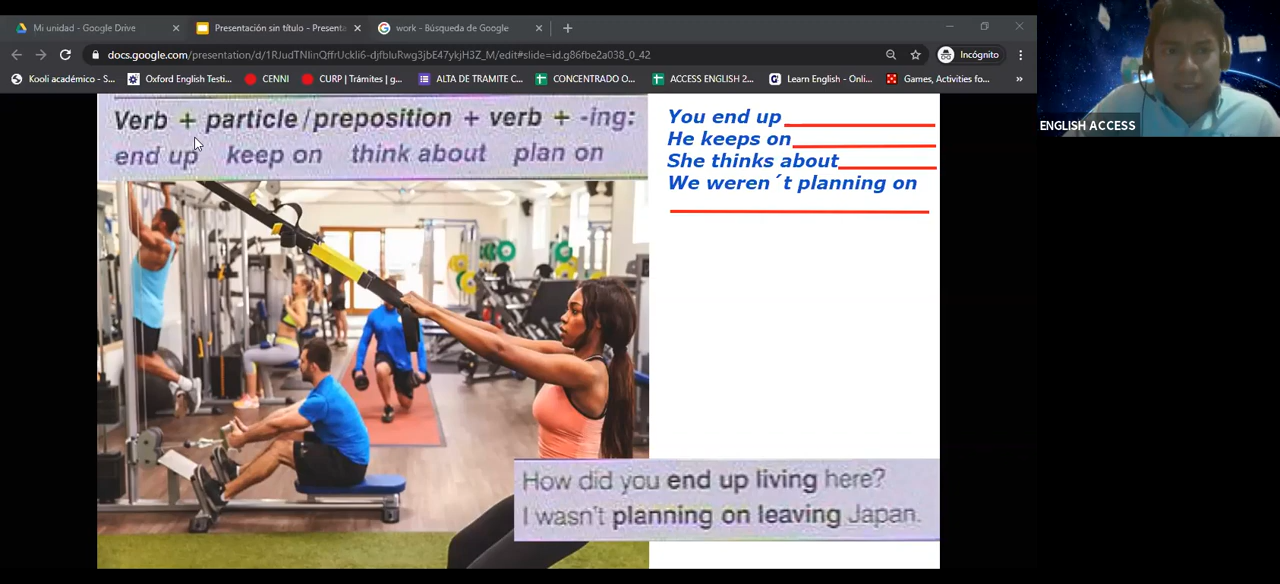 Mi unidad - Google Drive
Presentación sin título - Presenta
work - Búsqueda de Google
docs.google.com/presentation/d/1RJudTNlinQffrUckli6-djfbluRwg3jbE47ykjH3Z_M/edit#slide=id.g86fbe2a038_0_42
Incógnito
Kooli académico - S...
Oxford English Testi...
CENNI
CURP | Trámites | g...
ALTA DE TRAMITE C...
CONCENTRADO O...
ACCESS ENGLISH 2...
Learn English - Onli...
Games, Activities fo...
ENGLISH ACCESS
Verb + particle/preposition + verb + -ing:
end up keep on think about plan on
You end up
He keeps on
She thinks about
We weren´t planning on
How did you end up living here?
I wasn't planning on leaving Japan.